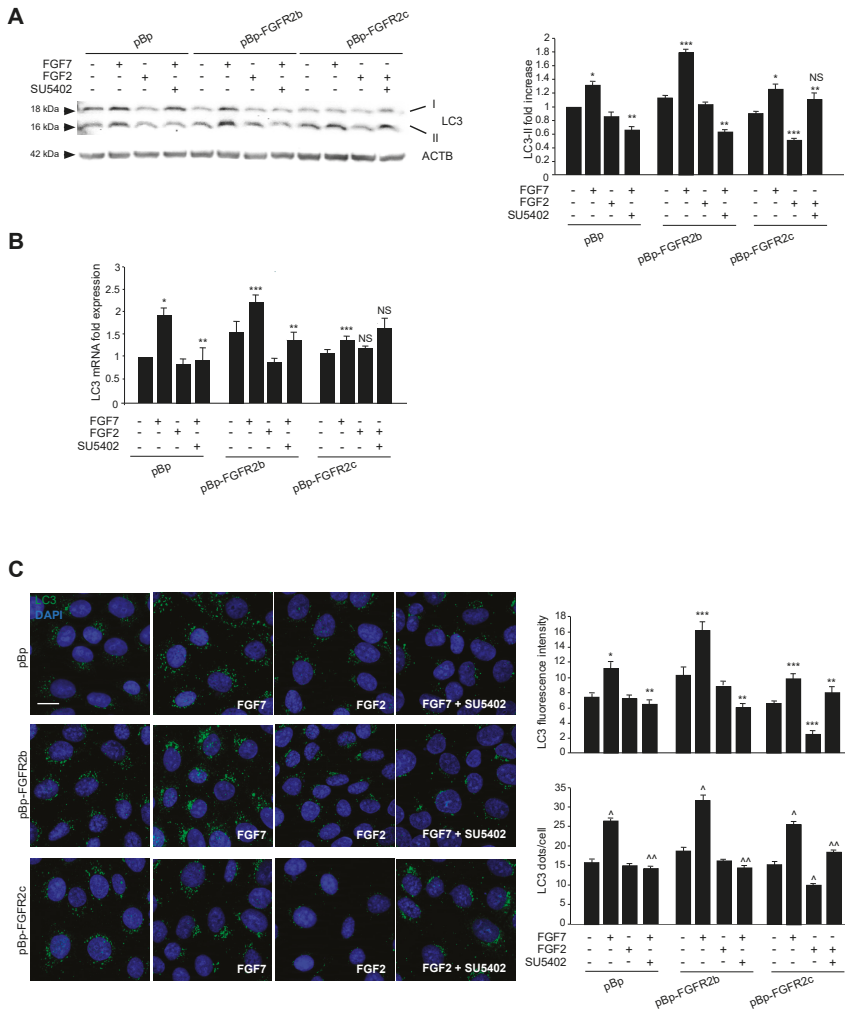 A
pBp
pBp-FGFR2b
pBp-FGFR2c
FGF7 - + - - - + - - - + - -
FGF2 - - + - - - + - - - + +
SU5402 - - - + - - - + - - - +
18 kDa
I
LC3
16 kDa
II
42 kDa
ACTB
LC3-II fold increase
2
1.8
1.6
1.4
1.2
1.0
0.8
0.6
0.4
0.2
0
* ** *** ** * *** NS **
FGF7 - + - + - + - + - + - -
FGF2 - - + - - - + - - - + +
SU5402 - - - + - - - + - - - +
pBp
pBp-FGFR2b
pBp-FGFR2c
B
LC3 mRNA fold expression
3
2.5
2
1.5
1
0.5
0
* ** *** ** *** NS NS
FGF7 - + - + - + - + - + - -
FGF2 - - + - - - + - - - + +
SU5402 - - - + - - - + - - - +
pBp
pBp-FGFR2b
pBp-FGFR2c
C
LC3
DAPI
pBp
FGF7
FGF2
FGF7 + SU5402
pBp-FGFR2b
FGF7
FGF2
FGF7 + SU5402
pBp-FGFR2c
FGF7
FGF2
FGF2 + SU5402
LC3 fluorescence intensity
18
16
14
12
10
8
6
4
2
0
* ** *** ** *** *** **
LC3 dots/cell
35
30
25
20
15
10
5
0
^ ^^ ^ ^^ ^ ^ ^^
FGF7 - + - + - + - + - + - -
FGF2 - - + - - - + - - - + +
SU5402 - - - + - - - + - - - +
pBp
pBp-FGFR2b
pBp-FGFR2c